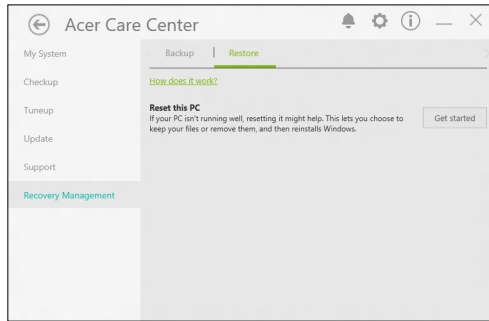 Acer Care Center
My System
Backup | Restore
Checkup
How does it work?
Tuneup
Reset this PC
If your PC isn't running well, resetting it might help. This lets you choose to
keep your files or remove them, and then reinstalls Windows.
Get started
Update
Support
Recovery Management